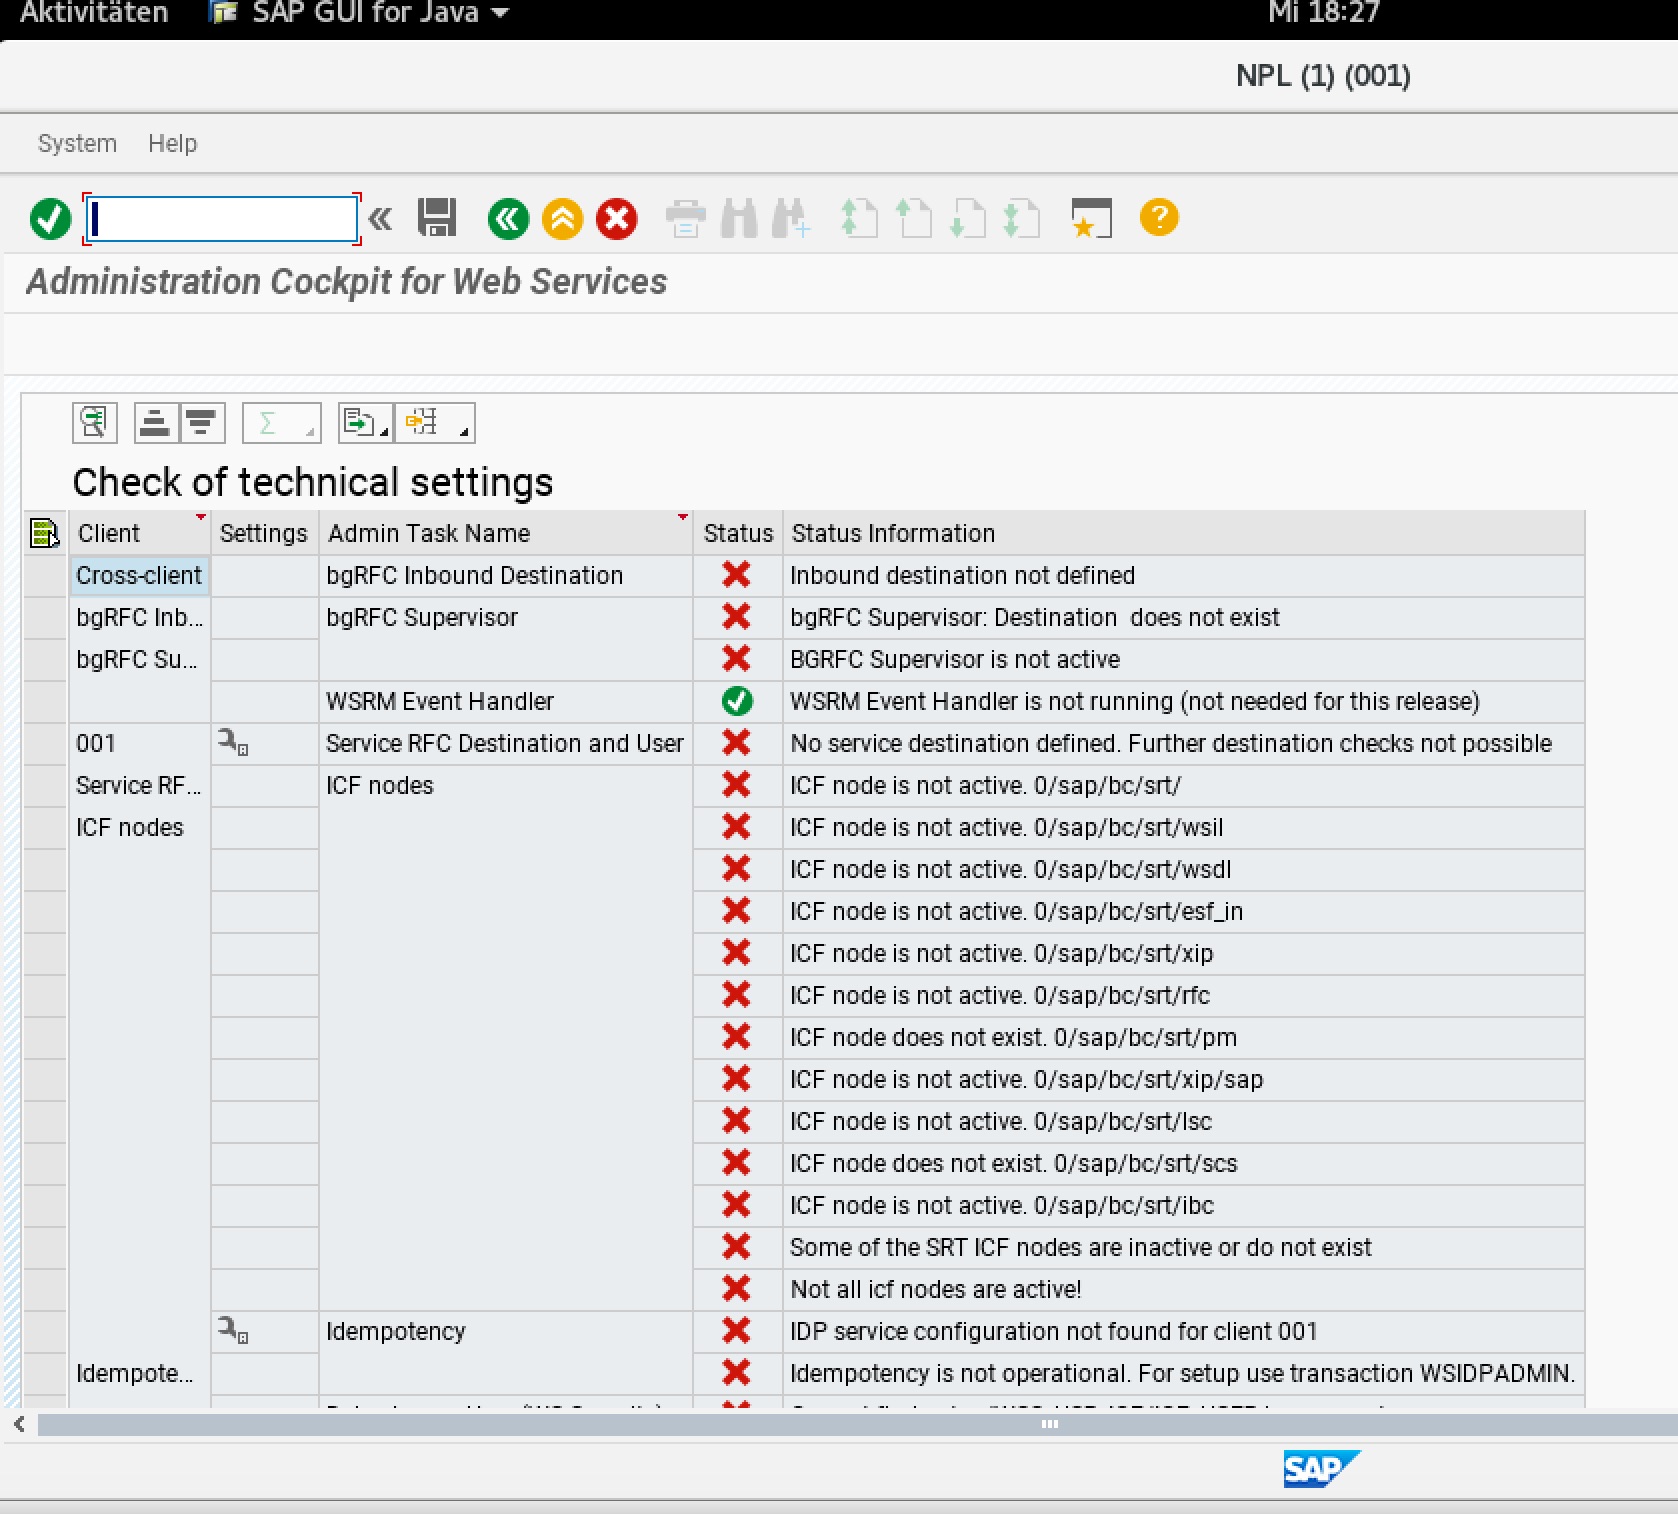 Aktivitäten SAP GUI for Java Mi 18:27
NPL (1) (001)
System Help
Administration Cockpit for Web Services
Check of technical settings
Client Settings Admin Task Name Status Status Information
Cross-client bgRFC Inbound Destination Inbound destination not defined
bgRFC Inb... bgRFC Supervisor bgRFC Supervisor: Destination  does not exist
bgRFC Su... BGRFC Supervisor is not active
WSRM Event Handler WSRM Event Handler is not running (not needed for this release)
001 Service RFC Destination and User No service destination defined. Further destination checks not possible
Service RF... ICF nodes ICF node is not active. 0/sap/bc/srt/
ICF nodes ICF node is not active. 0/sap/bc/srt/wsil
ICF node is not active. 0/sap/bc/srt/wsdl
ICF node is not active. 0/sap/bc/srt/esf_in
ICF node is not active. 0/sap/bc/srt/xip
ICF node is not active. 0/sap/bc/srt/rfc
ICF node does not exist. 0/sap/bc/srt/pm
ICF node is not active. 0/sap/bc/srt/xip/sap
ICF node is not active. 0/sap/bc/srt/lsc
ICF node does not exist. 0/sap/bc/srt/scs
ICF node is not active. 0/sap/bc/srt/ibc
Some of the SRT ICF nodes are inactive or do not exist
Not all icf nodes are active!
Idempotency IDP service configuration not found for client 001
Idempote... Idempotency is not operational. For setup use transaction WSIDPADMIN.
SAP